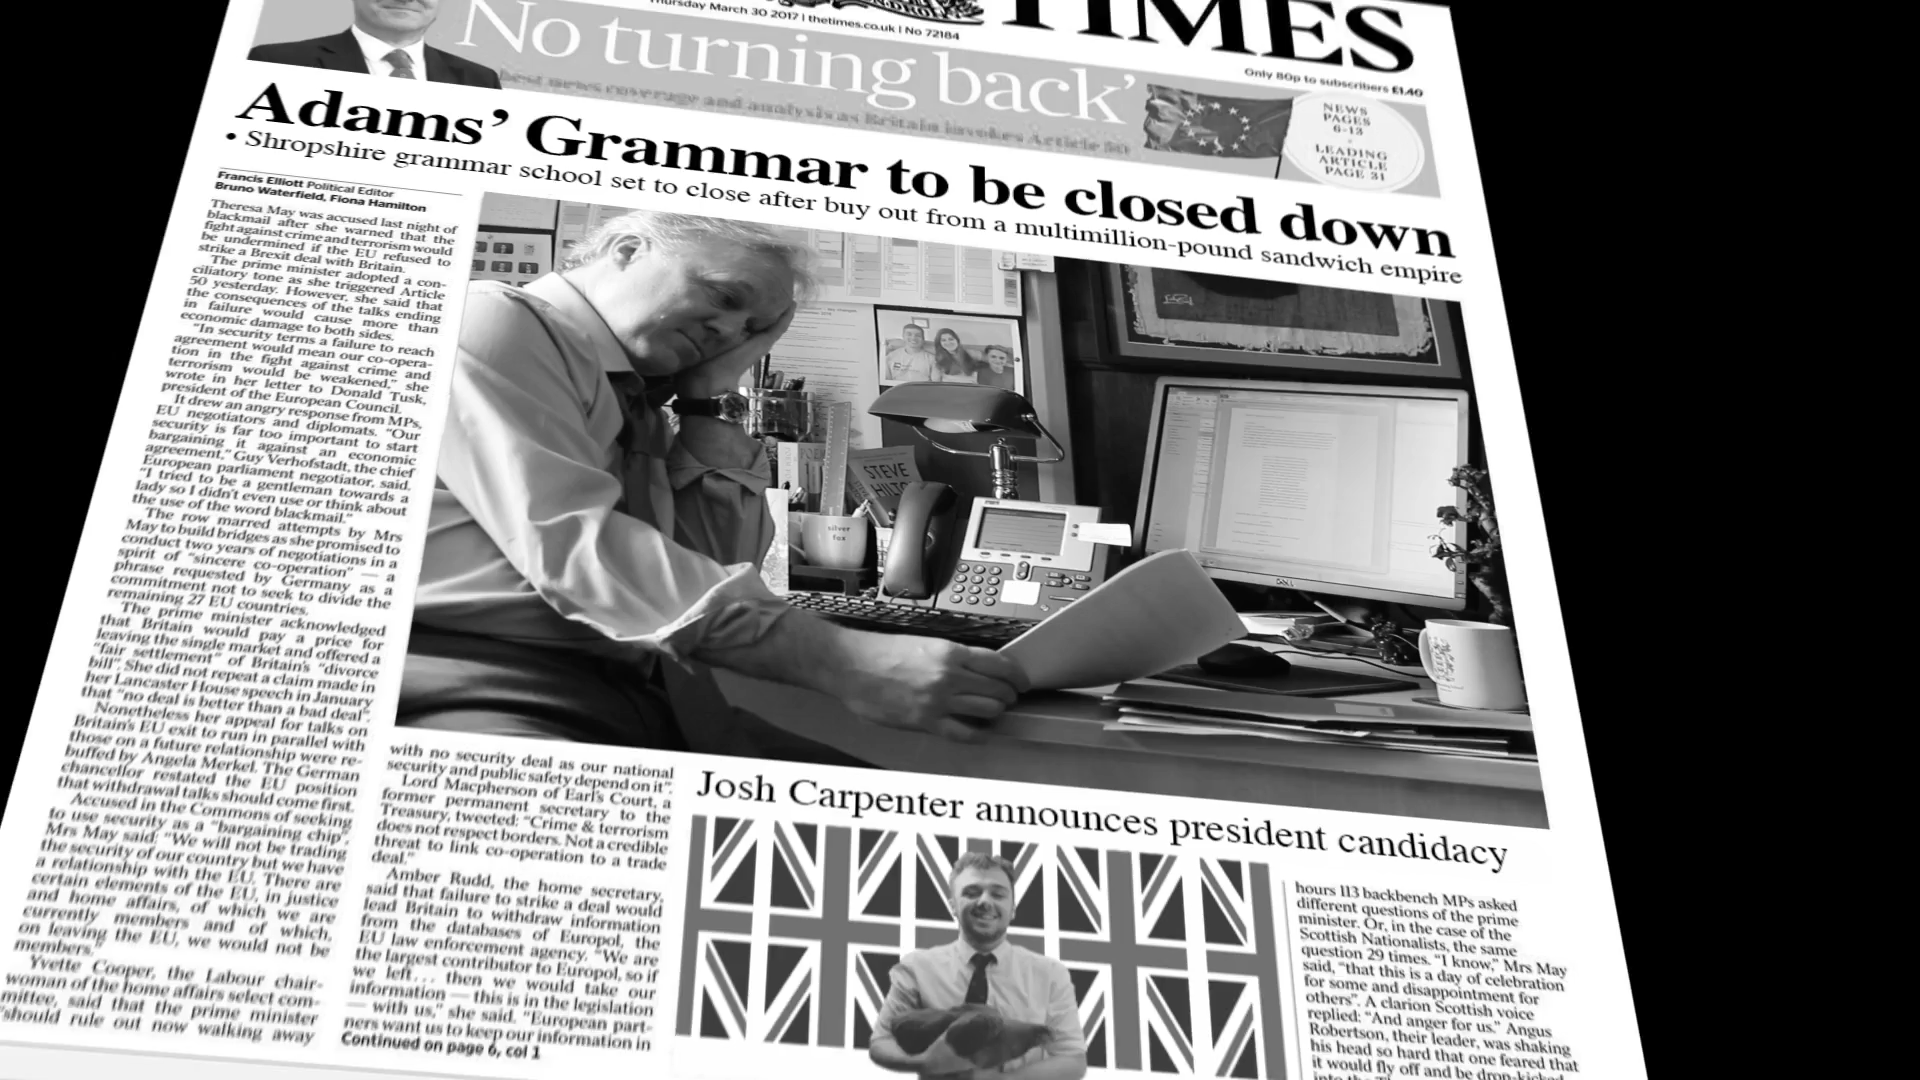 TIMES
Thursday March 30 2017 | thetimes.co.uk | No 72184
Only 80p to subscribers £1.40
No turning back’
Best news coverage and analysis as Britain invokes Article 50
NEWS
PAGES
6-13
LEADING
ARTICLE
PAGE 31
Adams’ Grammar to be closed down
• Shropshire grammar school set to close after buy out from a multimillion-pound sandwich empire
Francis Elliott Political Editor
Bruno Waterfield, Fiona Hamilton
Theresa May was accused last night of
blackmail after she warned that the
fight against crime and terrorism would
be undermined if the EU refused to
strike a Brexit deal with Britain.
The prime minister adopted a con-
ciliatory tone as she triggered Article
50 yesterday. However, she said that
the consequences of the talks ending
in failure would cause more than
economic damage to both sides.
“In security terms a failure to reach
agreement would mean our co-opera-
tion in the fight against crime and
terrorism would be weakened,” she
wrote in her letter to Donald Tusk,
president of the European Council.
It drew an angry response from MPs,
EU negotiators and diplomats. “Our
security is far too important to start
bargaining it against an economic
agreement,” Guy Verhofstadt, the chief
European parliament negotiator, said.
“I tried to be a gentleman towards a
lady so I didn’t even use or think about
the use of the word blackmail.”
The row marred attempts by Mrs
May to build bridges as she promised to
conduct two years of negotiations in a
spirit of “sincere co-operation” — a
phrase requested by Germany as a
commitment not to seek to divide the
remaining 27 EU countries.
The prime minister acknowledged
that Britain would pay a price for
leaving the single market and offered a
“fair settlement” of Britain’s “divorce
bill”. She did not repeat a claim made in
her Lancaster House speech in January
that “no deal is better than a bad deal”.
Nonetheless her appeal for talks on
Britain’s EU exit to run in parallel with
those on a future relationship were re-
buffed by Angela Merkel. The German
chancellor restated the EU position
that withdrawal talks should come first.
Accused in the Commons of seeking
to use security as a “bargaining chip”,
Mrs May said: “We will not be trading
the security of our country but we have
a relationship with the EU. There are
certain elements of the EU, in justice
and home affairs, of which we are
currently members and of which,
on leaving the EU, we would not be
members.”
Yvette Cooper, the Labour chair-
woman of the home affairs select com-
mittee, said that the prime minister
“should rule out now walking away
with no security deal as our national
security and public safety depend on it”.
Lord Macpherson of Earl’s Court, a
former permanent secretary to the
Treasury, tweeted: “Crime & terrorism
does not respect borders. Not a credible
threat to link co-operation to a trade
deal.”
Amber Rudd, the home secretary,
said that failure to strike a deal would
lead Britain to withdraw information
from the databases of Europol, the
EU law enforcement agency. “We are
the largest contributor to Europol, so if
we left... then we would take our
information — this is in the legislation
— with us,” she said. “European part-
ners want us to keep our information in
Continued on page 6, col 1
STEVE
HILTO
silver
fox
DELL
Josh Carpenter announces president candidacy
hours 113 backbench MPs asked
different questions of the prime
minister. Or, in the case of the
Scottish Nationalists, the same
question 29 times. “I know,” Mrs May
said, “that this is a day of celebration
for some and disappointment for
others”. A clarion Scottish voice
replied: “And anger for us.” Angus
Robertson, their leader, was shaking
his head so hard that one feared that
it would fly off and be drop-kicked